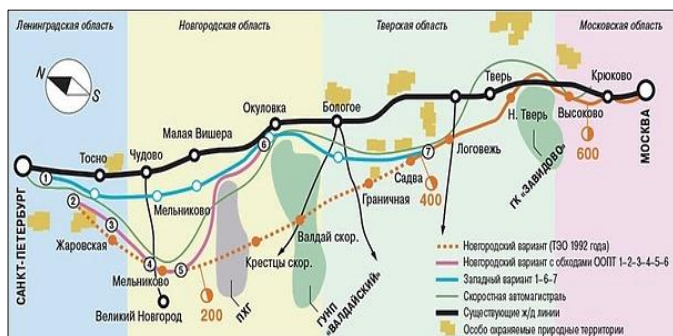 Ленинградская область
Новгородская область
Тверская область
Московская область
N
S
САНКТ-ПЕТЕРБУРГ
Тосно
Чудово
Малая Вишера
Окуловка
Бологое
Тверь
Крюково
МОСКВА
Высоково
Н. Тверь
600
ГК «ЗАВИДОВО»
Логовежь
Садва
400
Граничная
Валдай скор.
Крестцы скор.
ГУНП «ВАЛДАЙСКИЙ»
ПХГ
200
Мельниково
Мельниково
Великий Новгород
Жаровская
1
2
3
4
5
6
7
Новгородский вариант (ТЭО 1992 года)
Новгородский вариант с обходами ООПТ 1–2–3–4–5–6
Западный вариант 1–6–7
Скоростная автомагистраль
Существующие ж/д линии
Особо охраняемые природные территории